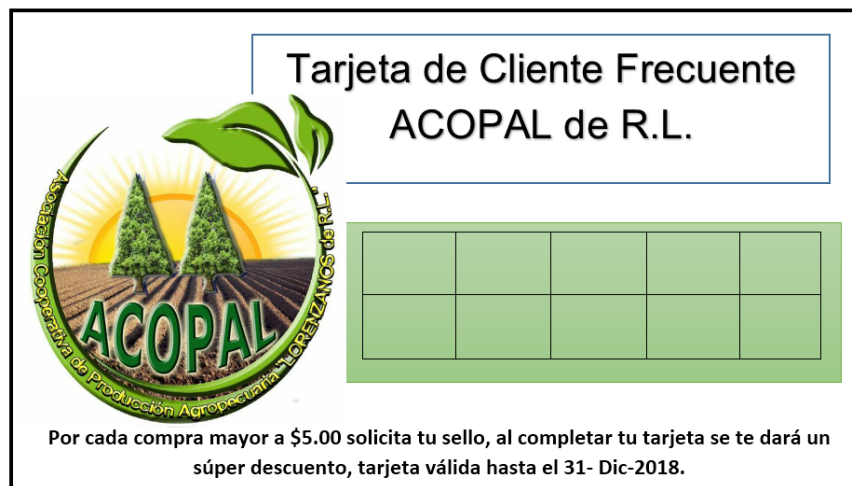 Tarjeta de Cliente Frecuente
ACOPAL de R.L.
Asociación Cooperativa de Producción Agropecuaria "LORENZANOS de R.L."
ACOPAL
Por cada compra mayor a $5.00 solicita tu sello, al completar tu tarjeta se te dará un
súper descuento, tarjeta válida hasta el 31- Dic-2018.